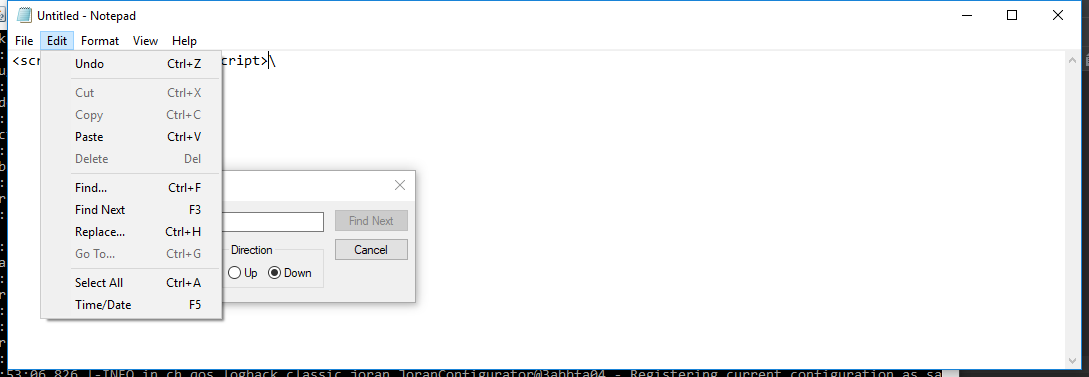 Untitled - Notepad
File Edit Format View Help
<scr cript>\
Undo Ctrl+Z
Cut Ctrl+X
Copy Ctrl+C
Paste Ctrl+V
Delete Del
Find... Ctrl+F
Find Next F3
Replace... Ctrl+H
Go To... Ctrl+G
Select All Ctrl+A
Time/Date F5
Find Next
Cancel
Direction
Up Down
:53:06,826 |-INFO in ch.qos.logback.classic.joran.JoranConfigurator@3abbfa04 - Registering current configuration as sa